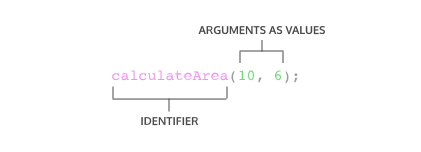 ARGUMENTS AS VALUES
calculateArea(10, 6);
IDENTIFIER